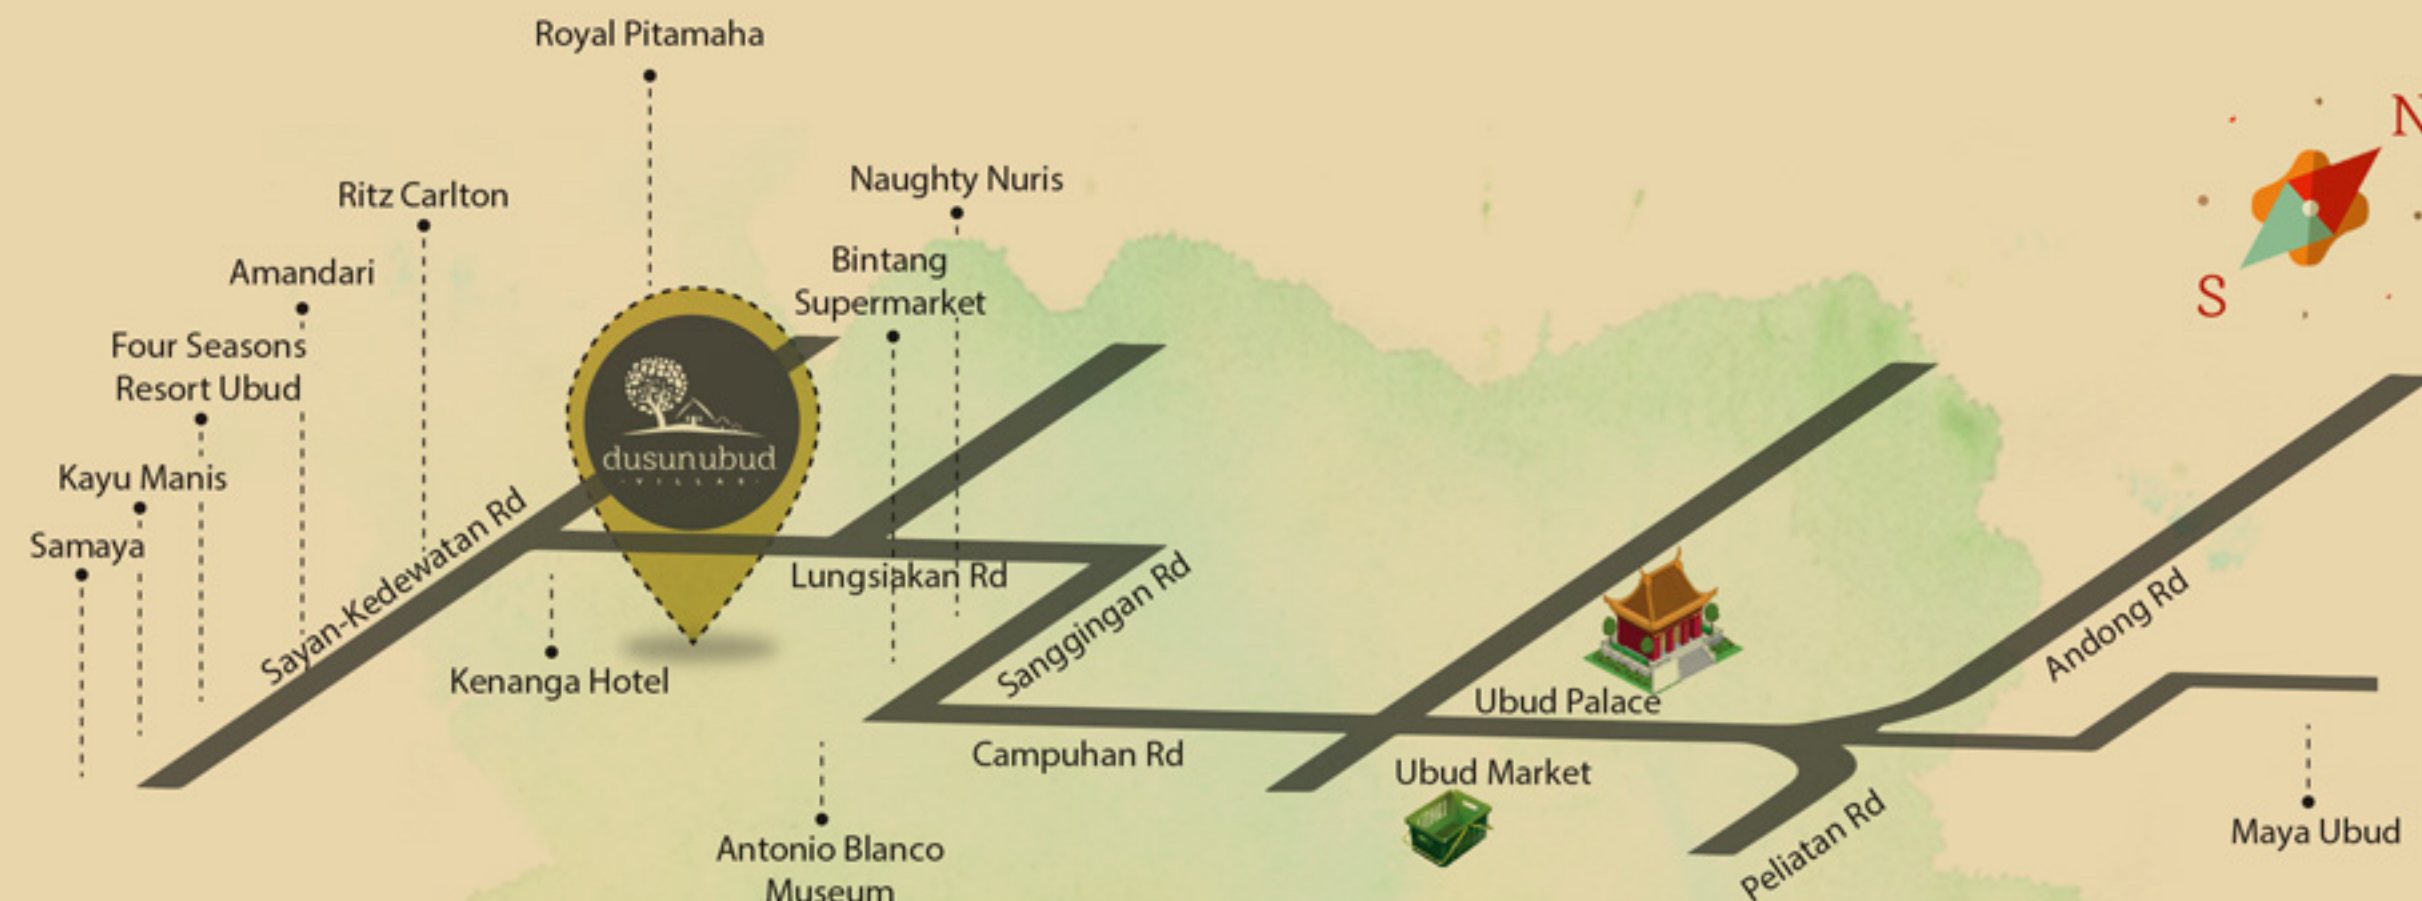 Royal Pitamaha
N
Naughty Nuris
Ritz Carlton
Bintang
Supermarket
Amandari
S
Four Seasons
Resort Ubud
dusunubud
· V I L L A S ·
Kayu Manis
Samaya
Sayan-Kedewatan Rd
Lungsiakan Rd
Sanggingan Rd
Andong Rd
Kenanga Hotel
Ubud Palace
Campuhan Rd
Ubud Market
Maya Ubud
Peliatan Rd
Antonio Blanco
Museum